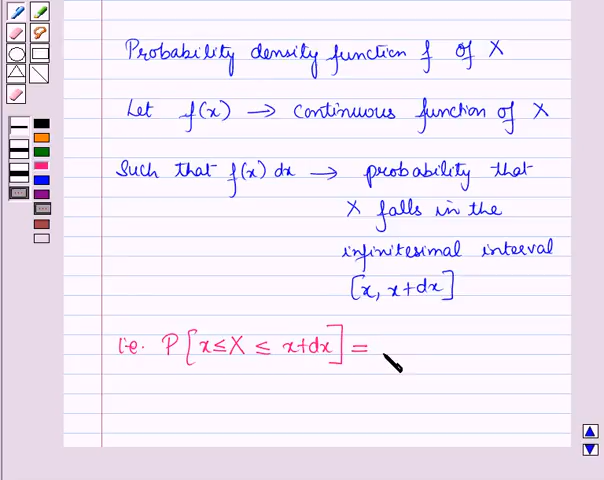 Probability density function f of X
Let f(x) → continuous function of X
Such that f(x) dx → probability that
X falls in the
infinitesimal interval
[x, x+dx]
i.e. P[x≤X ≤ x+dx] =